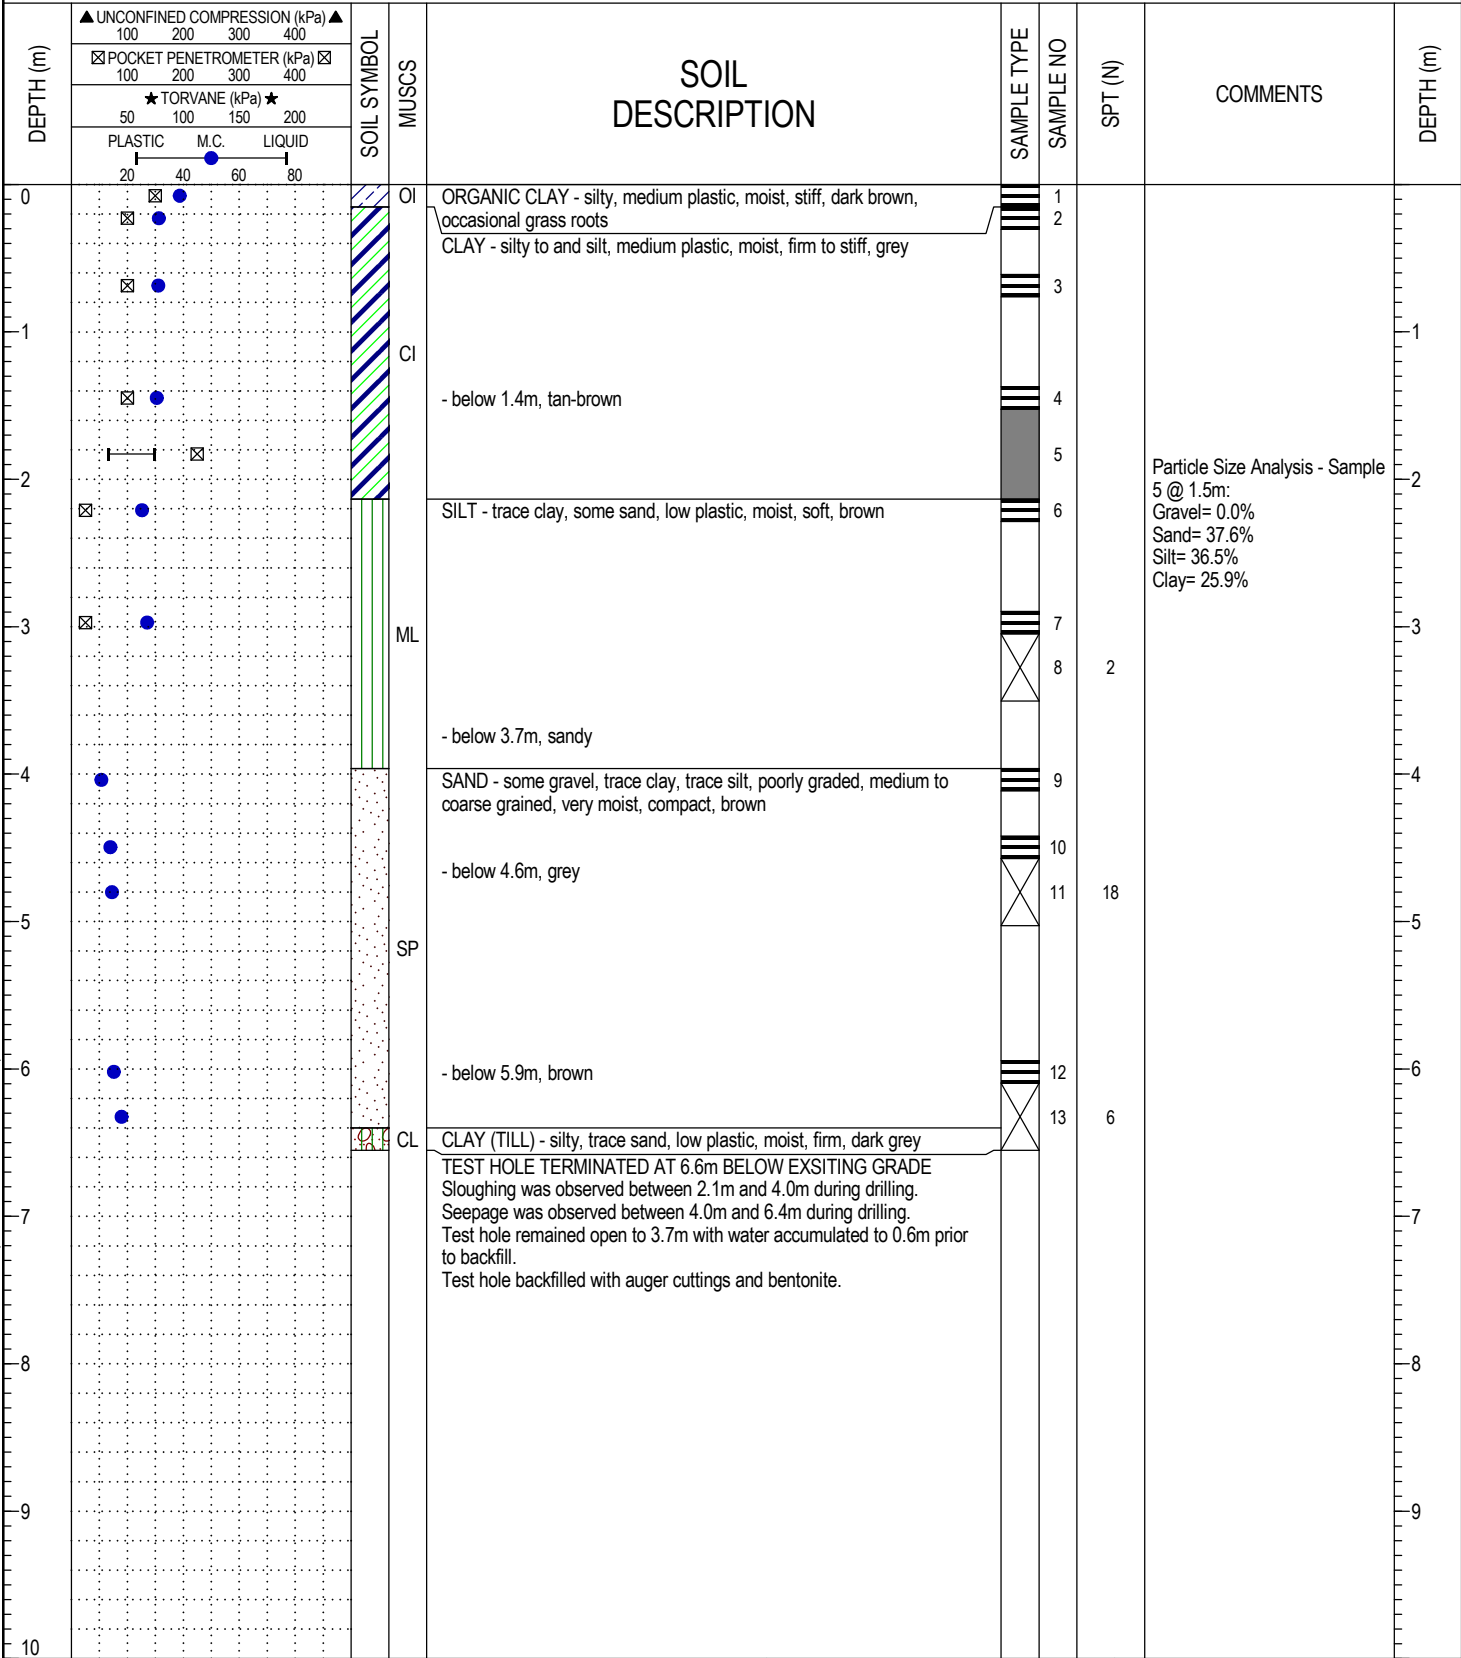 DEPTH (m)
▲ UNCONFINED COMPRESSION (kPa) ▲
100 200 300 400
☒ POCKET PENETROMETER (kPa) ☒
100 200 300 400
★ TORVANE (kPa) ★
50 100 150 200
PLASTIC M.C. LIQUID
20 40 60 80
SOIL SYMBOL
MUSCS
SOIL
DESCRIPTION
SAMPLE TYPE
SAMPLE NO
SPT (N)
COMMENTS
DEPTH (m)
0
OI
ORGANIC CLAY - silty, medium plastic, moist, stiff, dark brown,
occasional grass roots
1
2
CLAY - silty to and silt, medium plastic, moist, firm to stiff, grey
3
1
1
CI
- below 1.4m, tan-brown
4
5
Particle Size Analysis - Sample
5 @ 1.5m:
Gravel= 0.0%
Sand= 37.6%
Silt= 36.5%
Clay= 25.9%
2
2
SILT - trace clay, some sand, low plastic, moist, soft, brown
6
3
ML
7
3
8 2
- below 3.7m, sandy
4
SAND - some gravel, trace clay, trace silt, poorly graded, medium to
coarse grained, very moist, compact, brown
9
4
10
- below 4.6m, grey
11 18
5
5
SP
6
- below 5.9m, brown
12
6
13 6
CL
CLAY (TILL) - silty, trace sand, low plastic, moist, firm, dark grey
TEST HOLE TERMINATED AT 6.6m BELOW EXSITING GRADE
Sloughing was observed between 2.1m and 4.0m during drilling.
Seepage was observed between 4.0m and 6.4m during drilling.
Test hole remained open to 3.7m with water accumulated to 0.6m prior
to backfill.
Test hole backfilled with auger cuttings and bentonite.
7
7
8
8
9
9
10